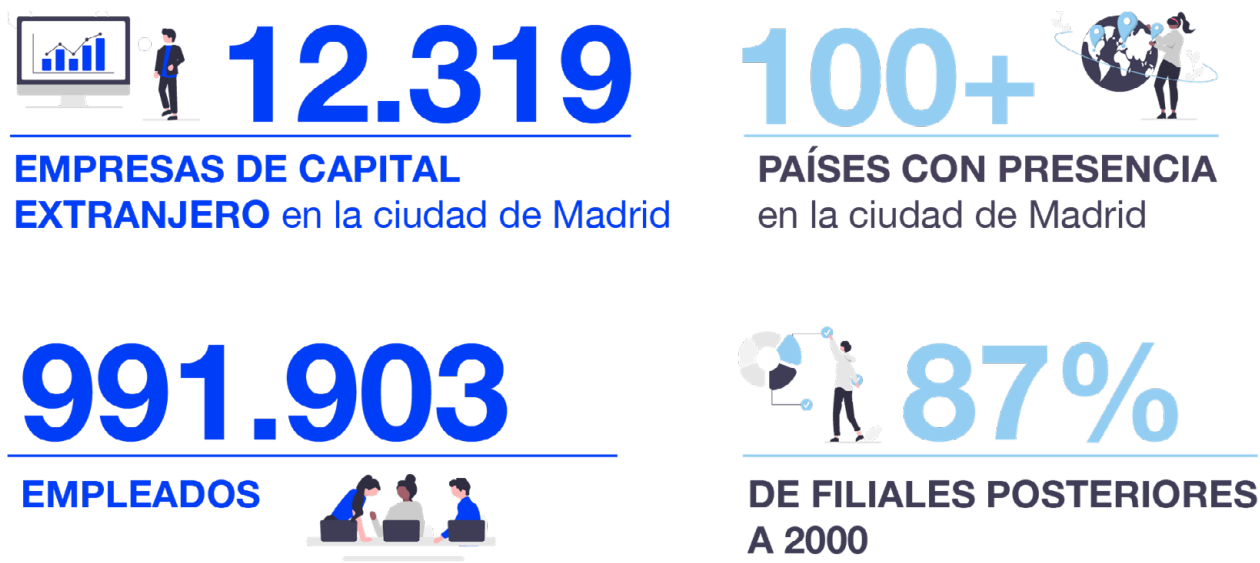 12.319
EMPRESAS DE CAPITAL
EXTRANJERO en la ciudad de Madrid
100+
PAÍSES CON PRESENCIA
en la ciudad de Madrid
991.903
EMPLEADOS
87%
DE FILIALES POSTERIORES
A 2000